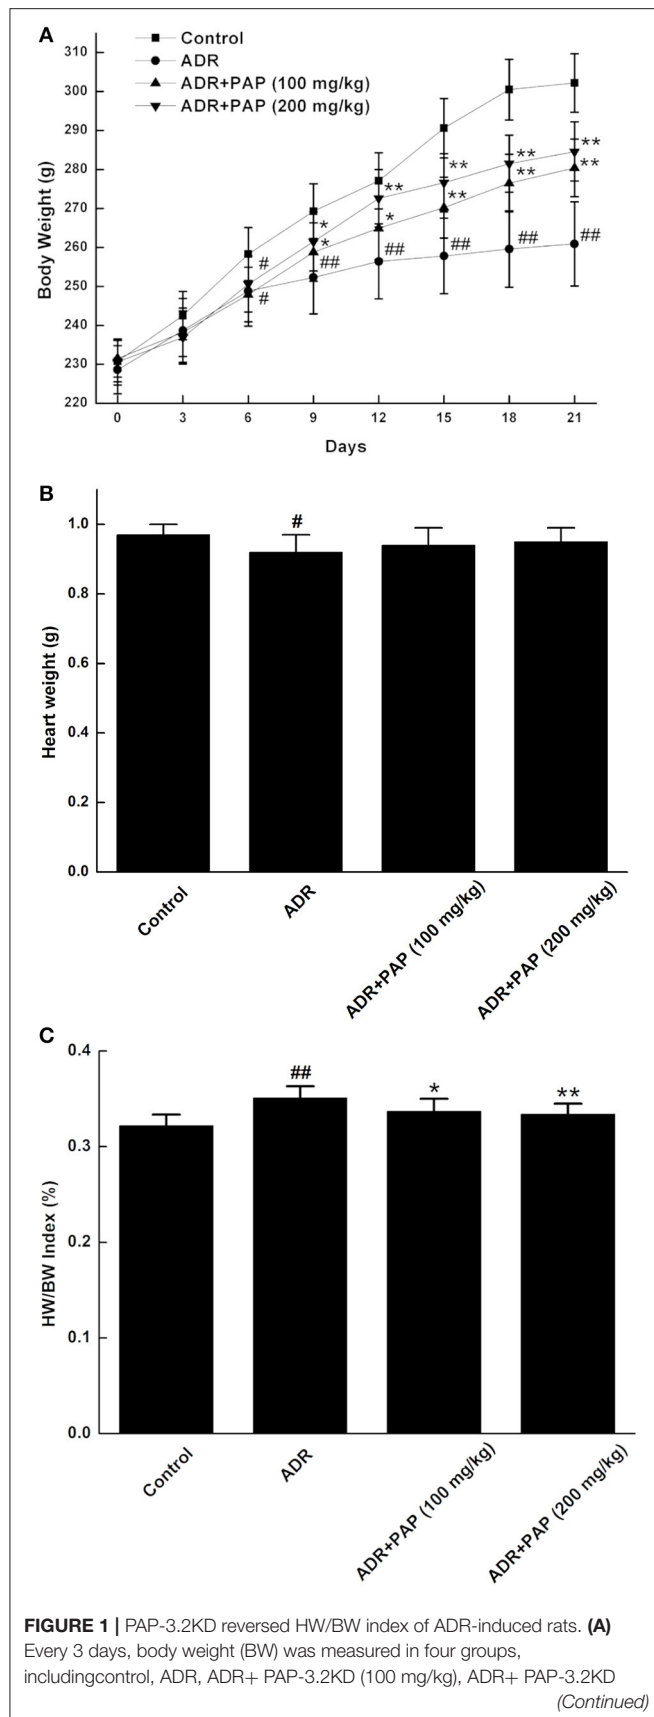 A
Control
ADR
ADR+PAP (100 mg/kg)
ADR+PAP (200 mg/kg)
310
300
290
280
270
260
250
240
230
220
Body Weight (g)
#
#
*
*
##
**
*
##
**
**
##
**
**
##
**
**
##
0 3 6 9 12 15 18 21
Days
B
1.0
0.8
0.6
0.4
0.2
0.0
Heart weight (g)
#
Control
ADR
ADR+PAP (100 mg/kg)
ADR+PAP (200 mg/kg)
C
0.4
0.3
0.2
0.1
0.0
HW/BW Index (%)
##
*
**
Control
ADR
ADR+PAP (100 mg/kg)
ADR+PAP (200 mg/kg)
FIGURE 1 | PAP-3.2KD reversed HW/BW index of ADR-induced rats. (A)
Every 3 days, body weight (BW) was measured in four groups,
includingcontrol, ADR, ADR+ PAP-3.2KD (100 mg/kg), ADR+ PAP-3.2KD
(Continued)